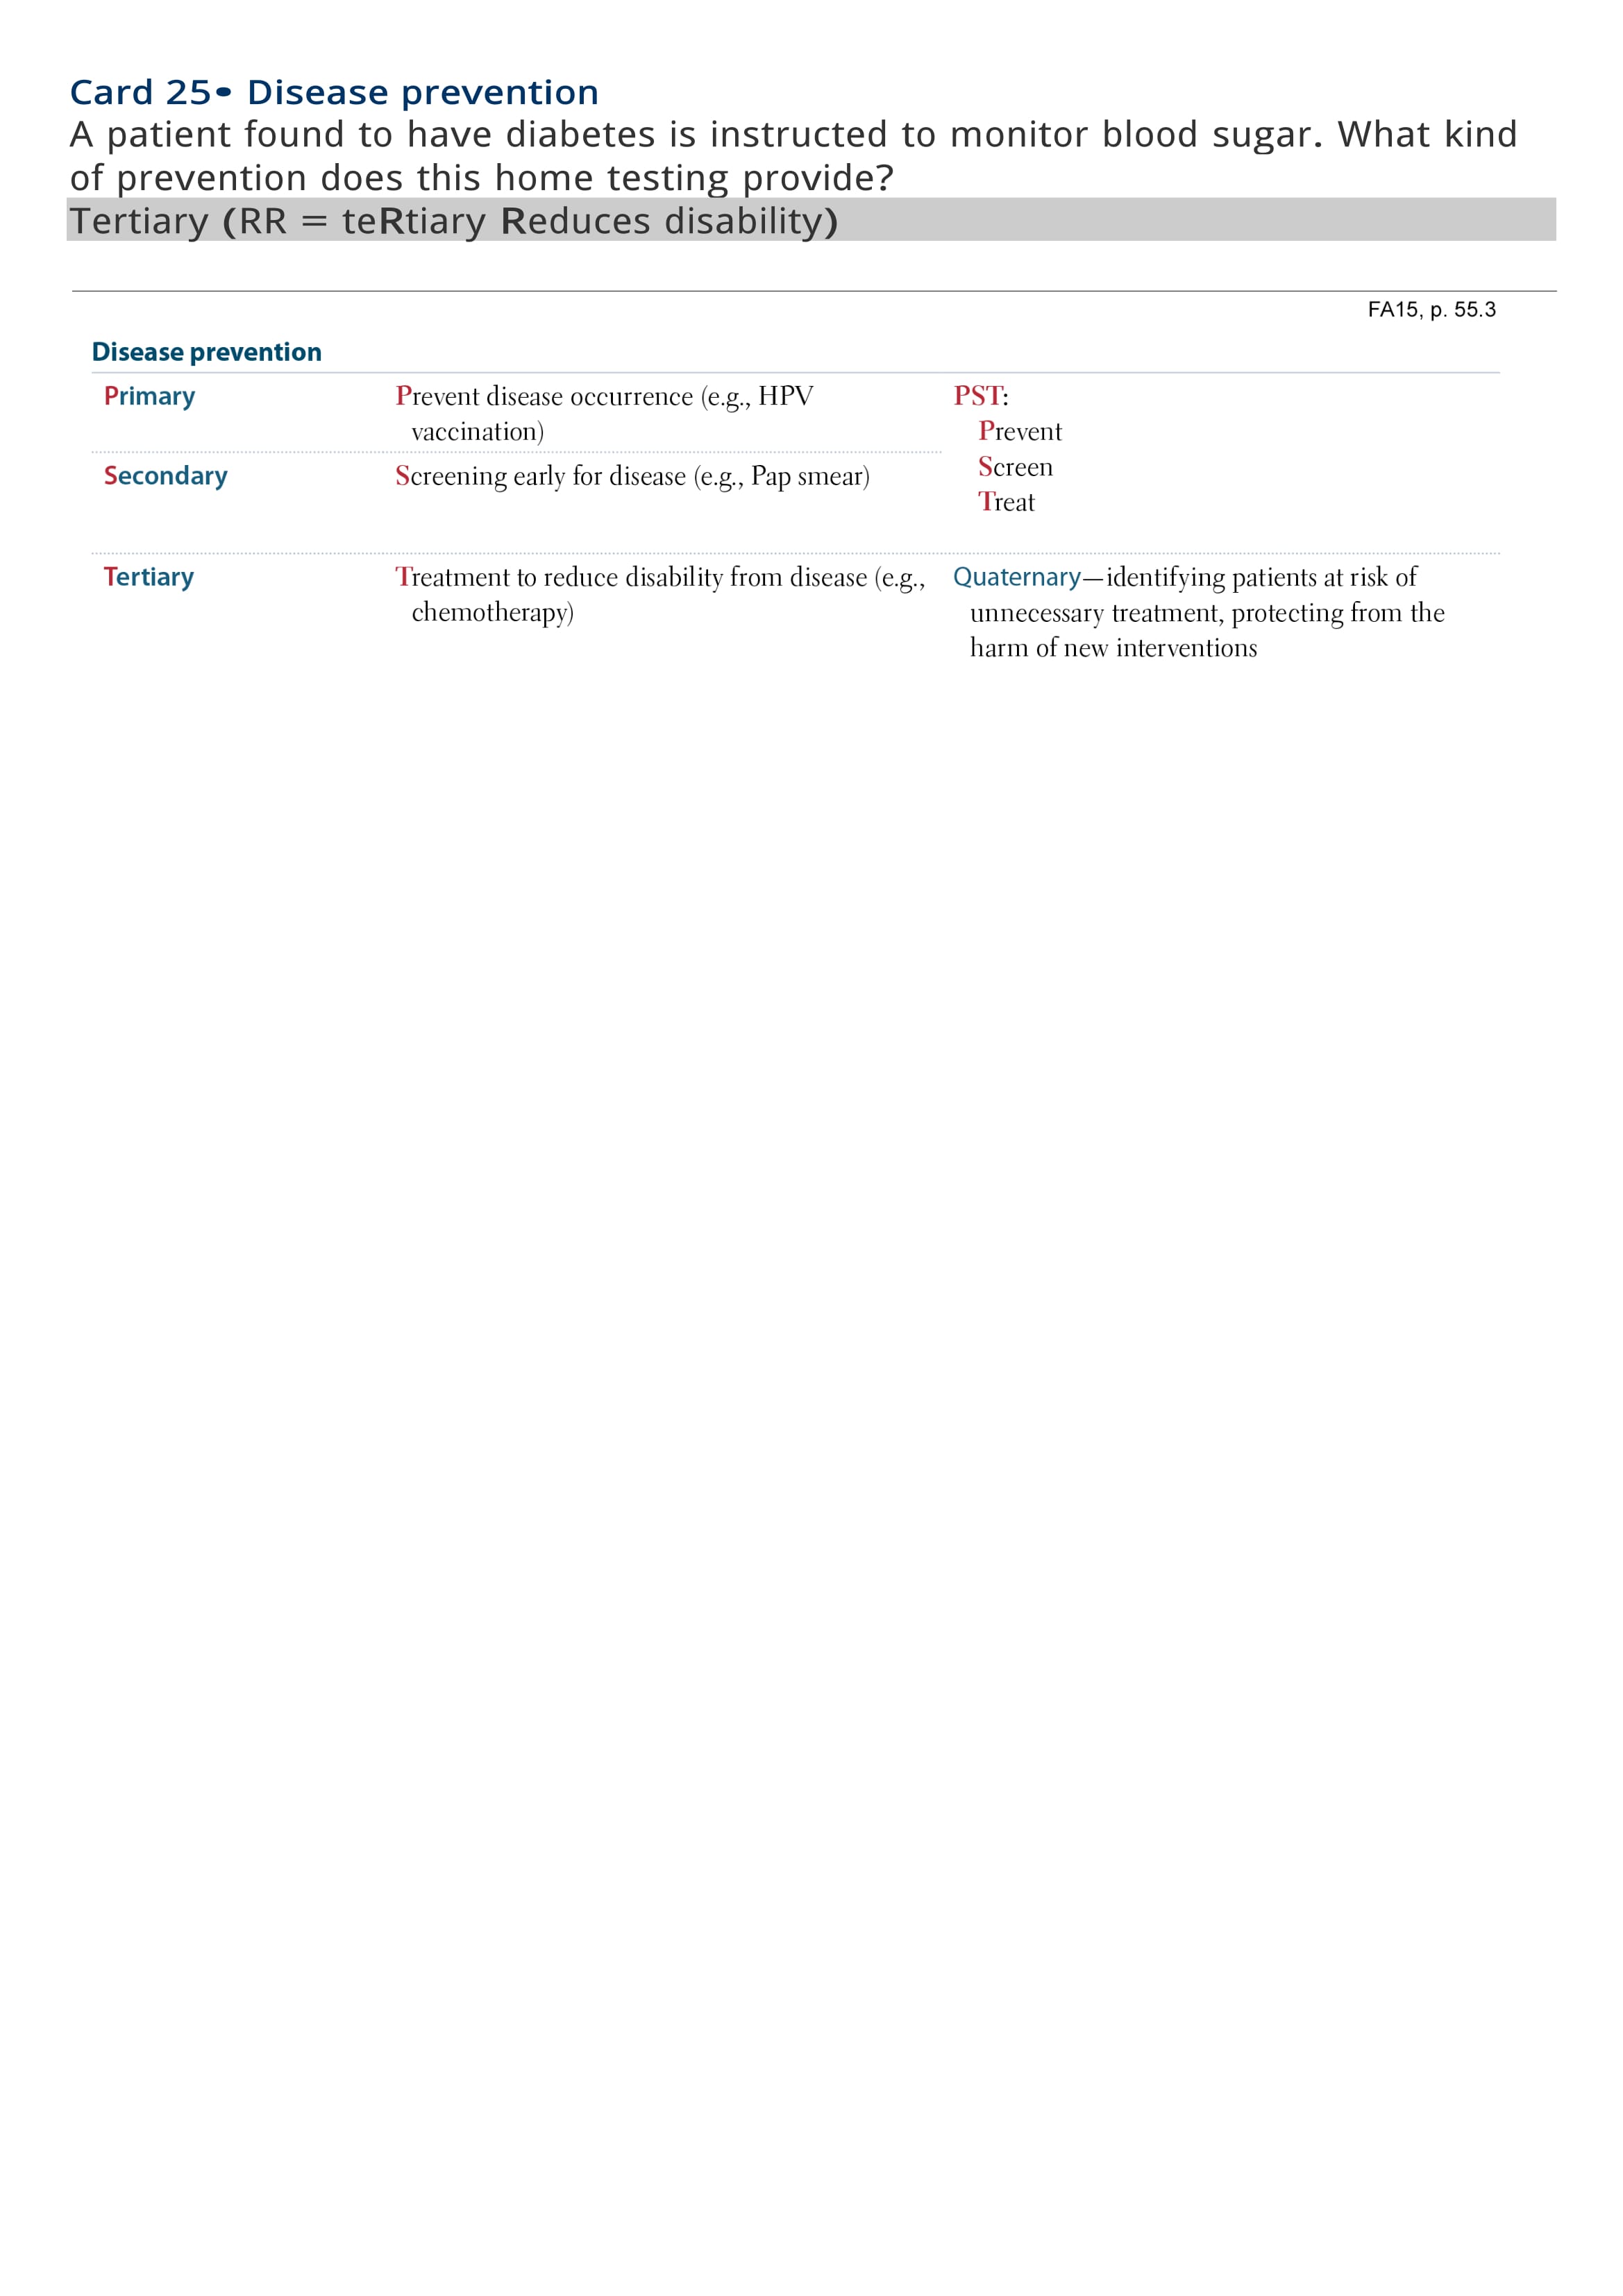 Card 25• Disease prevention
A patient found to have diabetes is instructed to monitor blood sugar. What kind
of prevention does this home testing provide?
Tertiary (RR = teRtiary Reduces disability)
FA15, p. 55.3
Disease prevention
Primary
Prevent disease occurrence (e.g., HPV
vaccination)
PST:
Prevent
Screen
Treat
Secondary
Screening early for disease (e.g., Pap smear)
Tertiary
Treatment to reduce disability from disease (e.g.,
chemotherapy)
Quaternary—identifying patients at risk of
unnecessary treatment, protecting from the
harm of new interventions